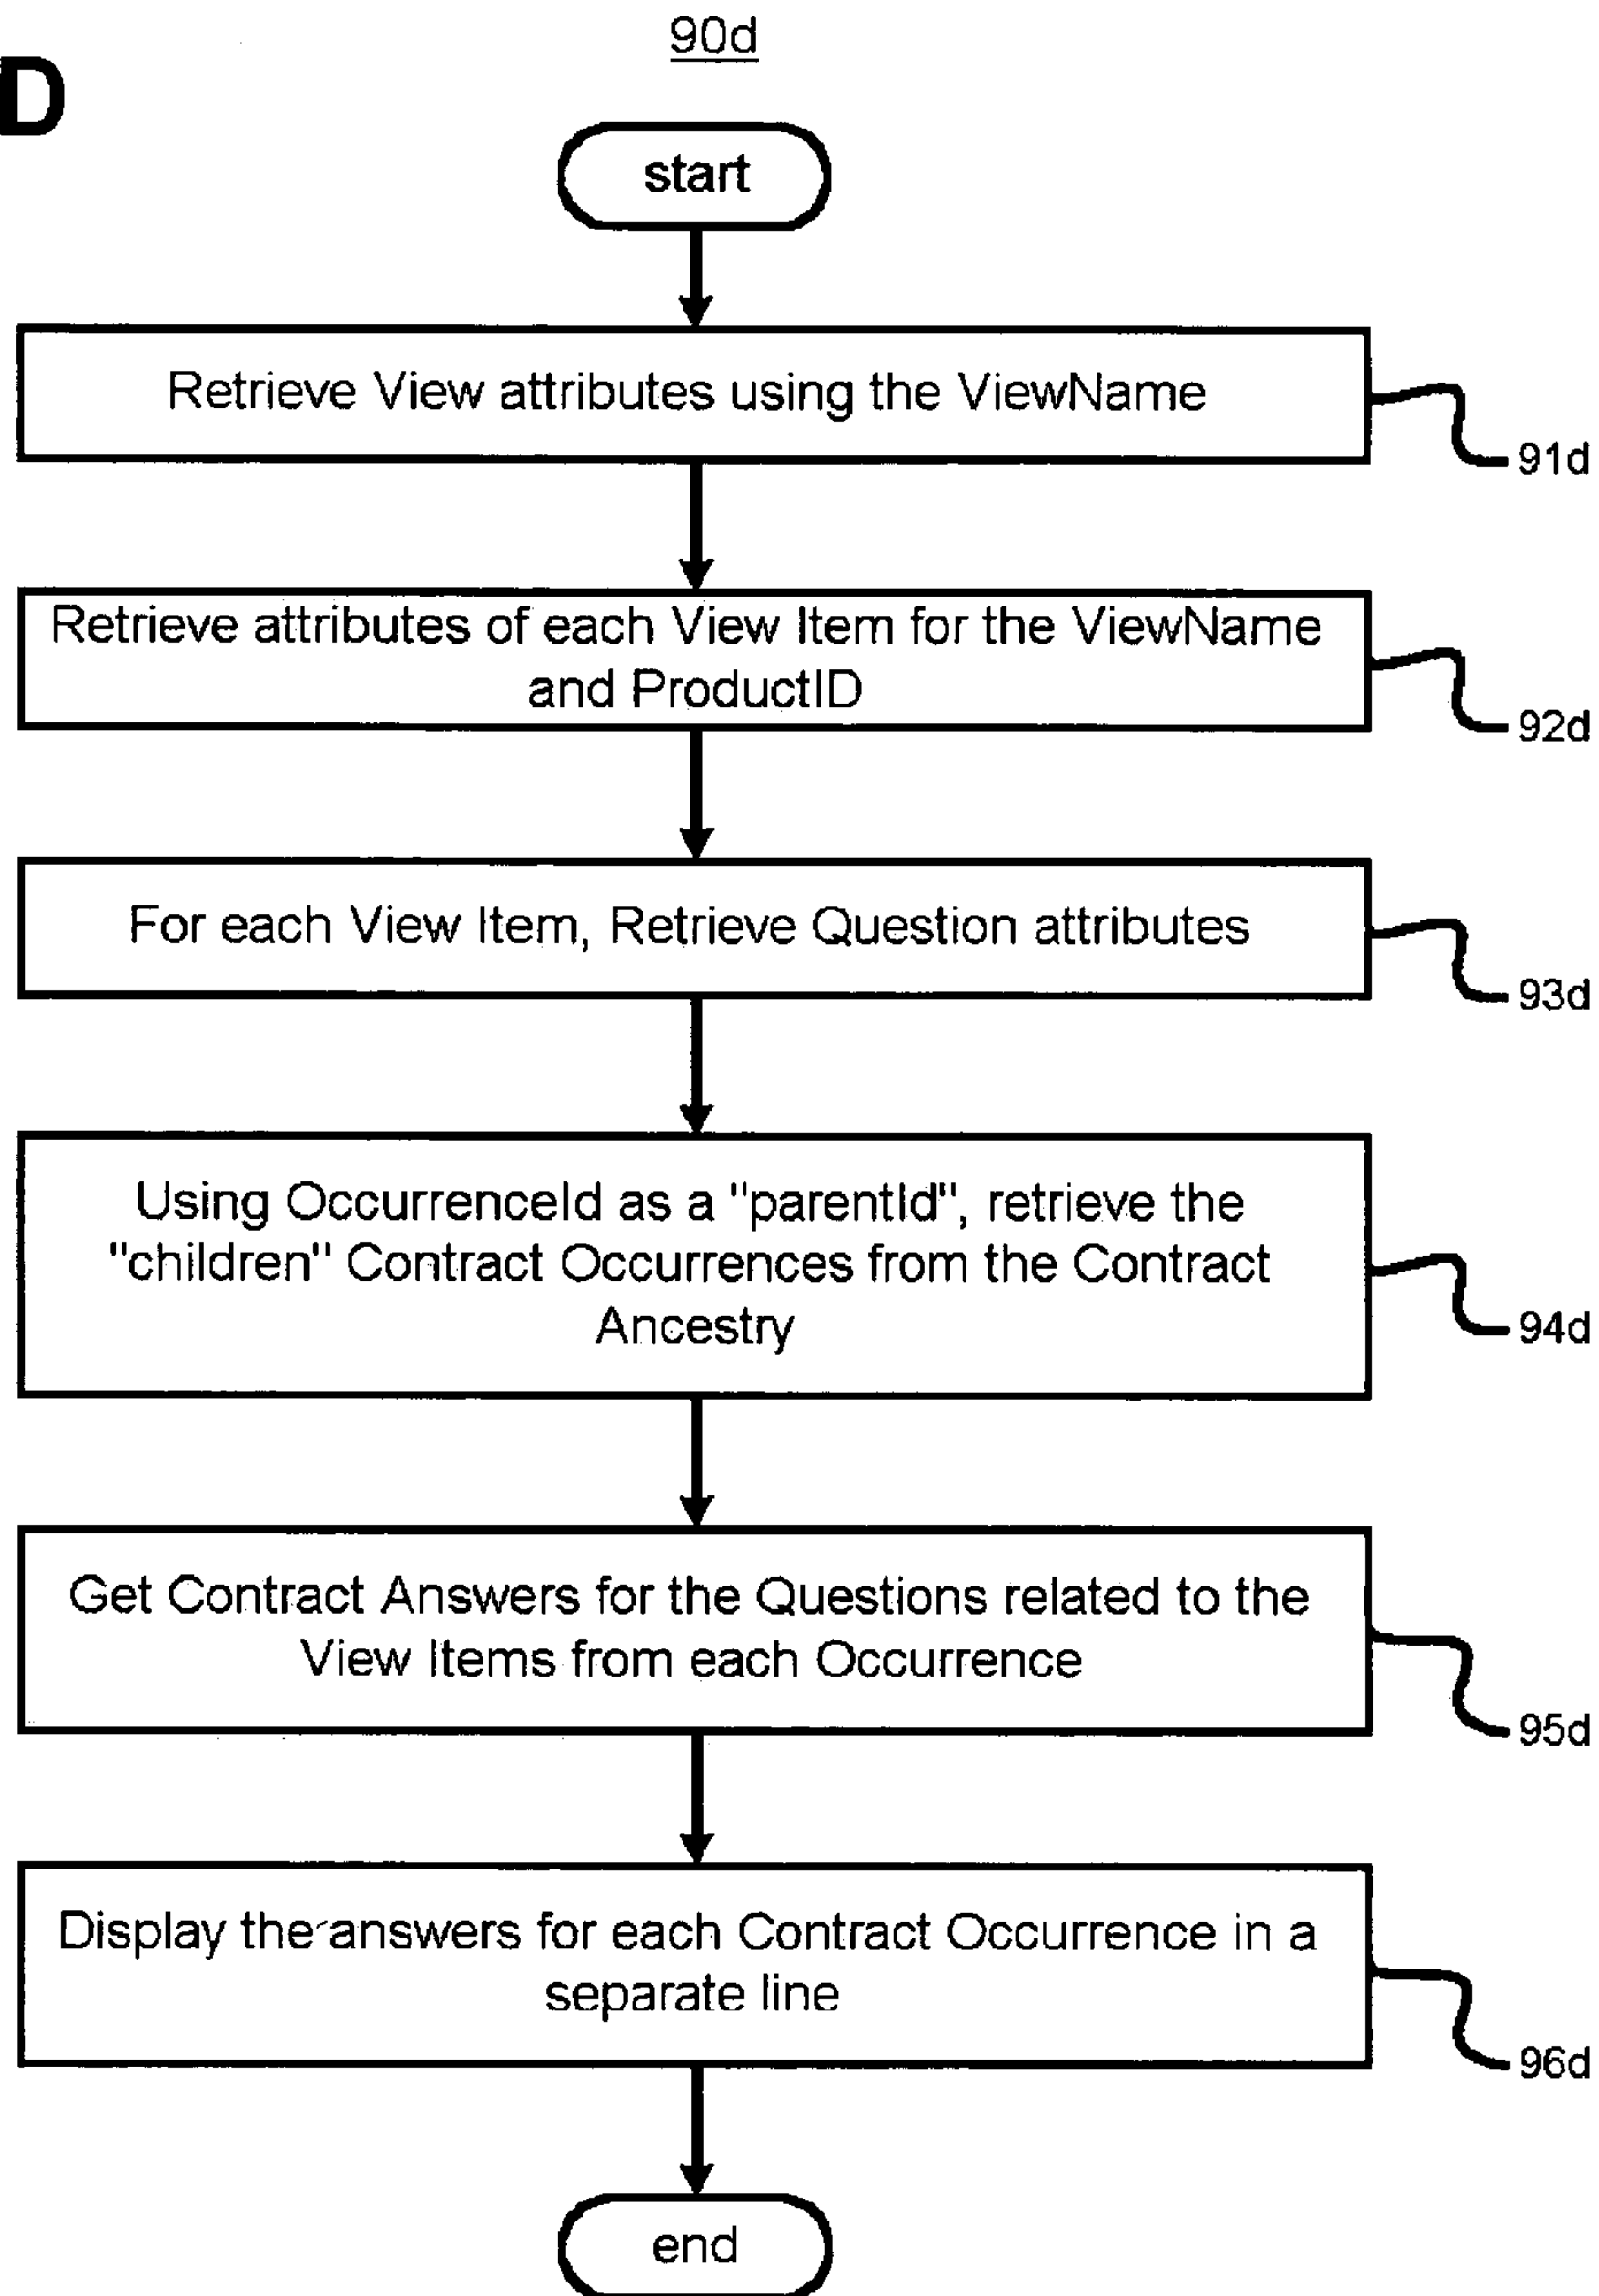 90d
D
start
Retrieve View attributes using the ViewName
91d
Retrieve attributes of each View Item for the ViewName
and ProductID
92d
For each View Item, Retrieve Question attributes
93d
Using OccurrenceId as a "parentId", retrieve the
"children" Contract Occurrences from the Contract
Ancestry
94d
Get Contract Answers for the Questions related to the
View Items from each Occurrence
95d
Display the answers for each Contract Occurrence in a
separate line
96d
end